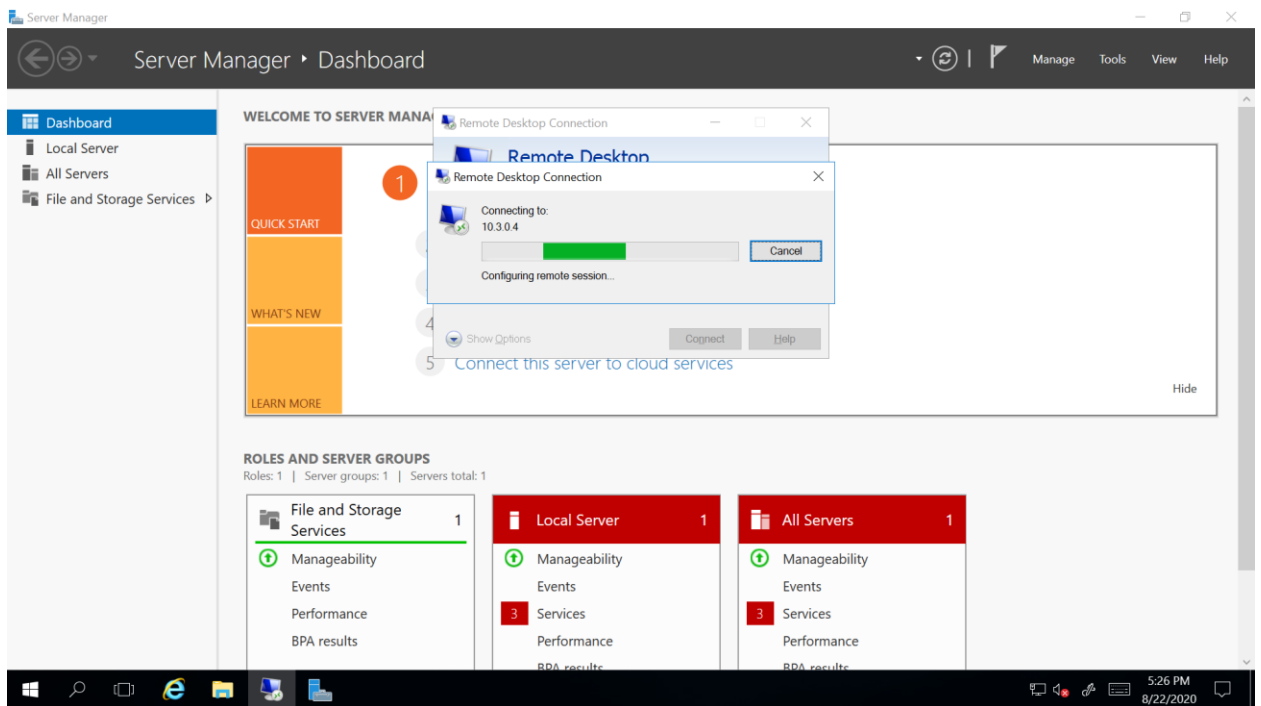 Server Manager
Server Manager ‣ Dashboard
Manage Tools View Help
Dashboard
Local Server
All Servers
File and Storage Services
WELCOME TO SERVER MANA
QUICK START
WHAT'S NEW
LEARN MORE
1
4
5 Connect this server to cloud services
Hide
Remote Desktop Connection
Remote Desktop
Remote Desktop Connection
Connecting to:
10.3.0.4
Cancel
Configuring remote session...
Show Options
Connect
Help
ROLES AND SERVER GROUPS
Roles: 1 | Server groups: 1 | Servers total: 1
File and Storage
Services
1
Manageability
Events
Performance
BPA results
Local Server 1
Manageability
Events
3 Services
Performance
BPA results
All Servers 1
Manageability
Events
3 Services
Performance
BPA results
5:26 PM
8/22/2020